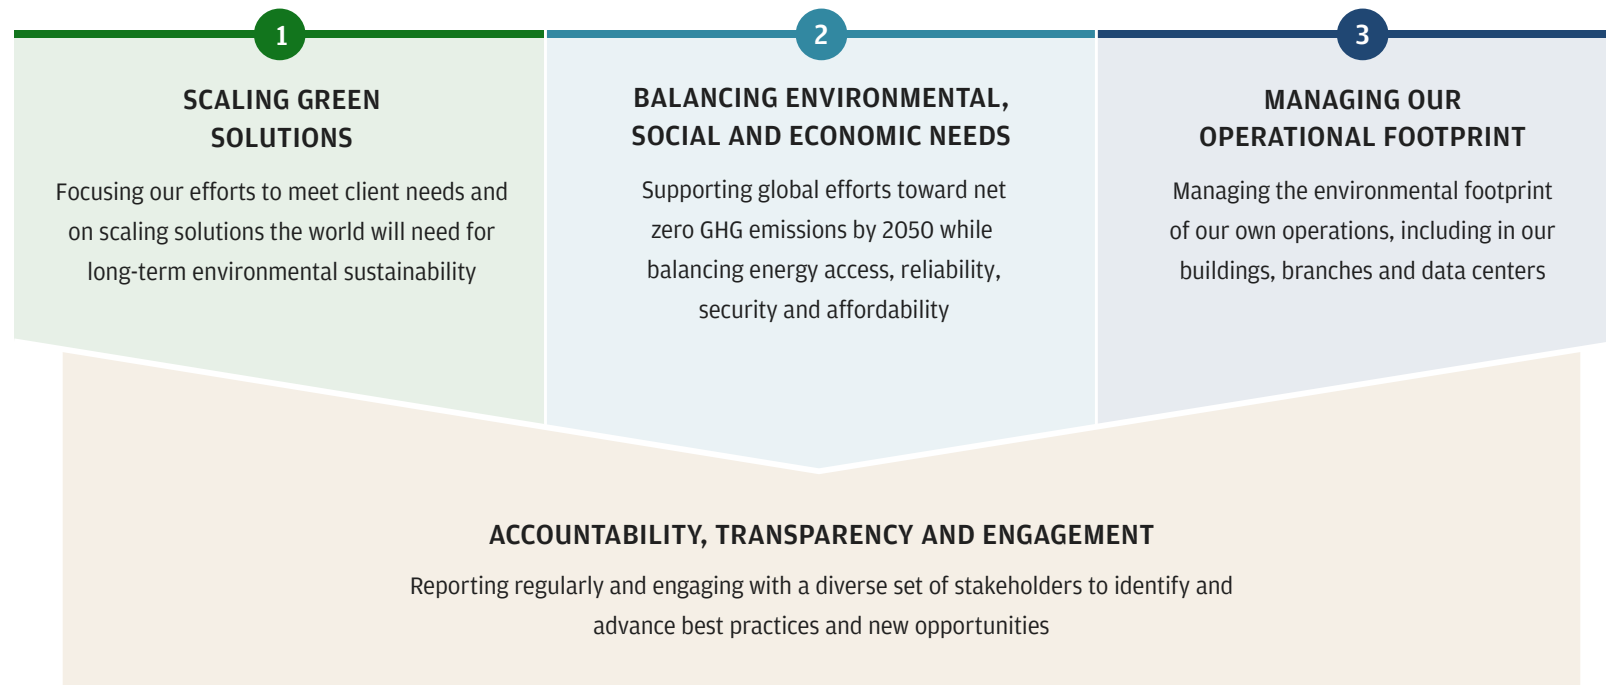 1
SCALING GREEN
SOLUTIONS
Focusing our efforts to meet client needs and
on scaling solutions the world will need for
long-term environmental sustainability
2
BALANCING ENVIRONMENTAL,
SOCIAL AND ECONOMIC NEEDS
Supporting global efforts toward net
zero GHG emissions by 2050 while
balancing energy access, reliability,
security and affordability
3
MANAGING OUR
OPERATIONAL FOOTPRINT
Managing the environmental footprint
of our own operations, including in our
buildings, branches and data centers
ACCOUNTABILITY, TRANSPARENCY AND ENGAGEMENT
Reporting regularly and engaging with a diverse set of stakeholders to identify and
advance best practices and new opportunities